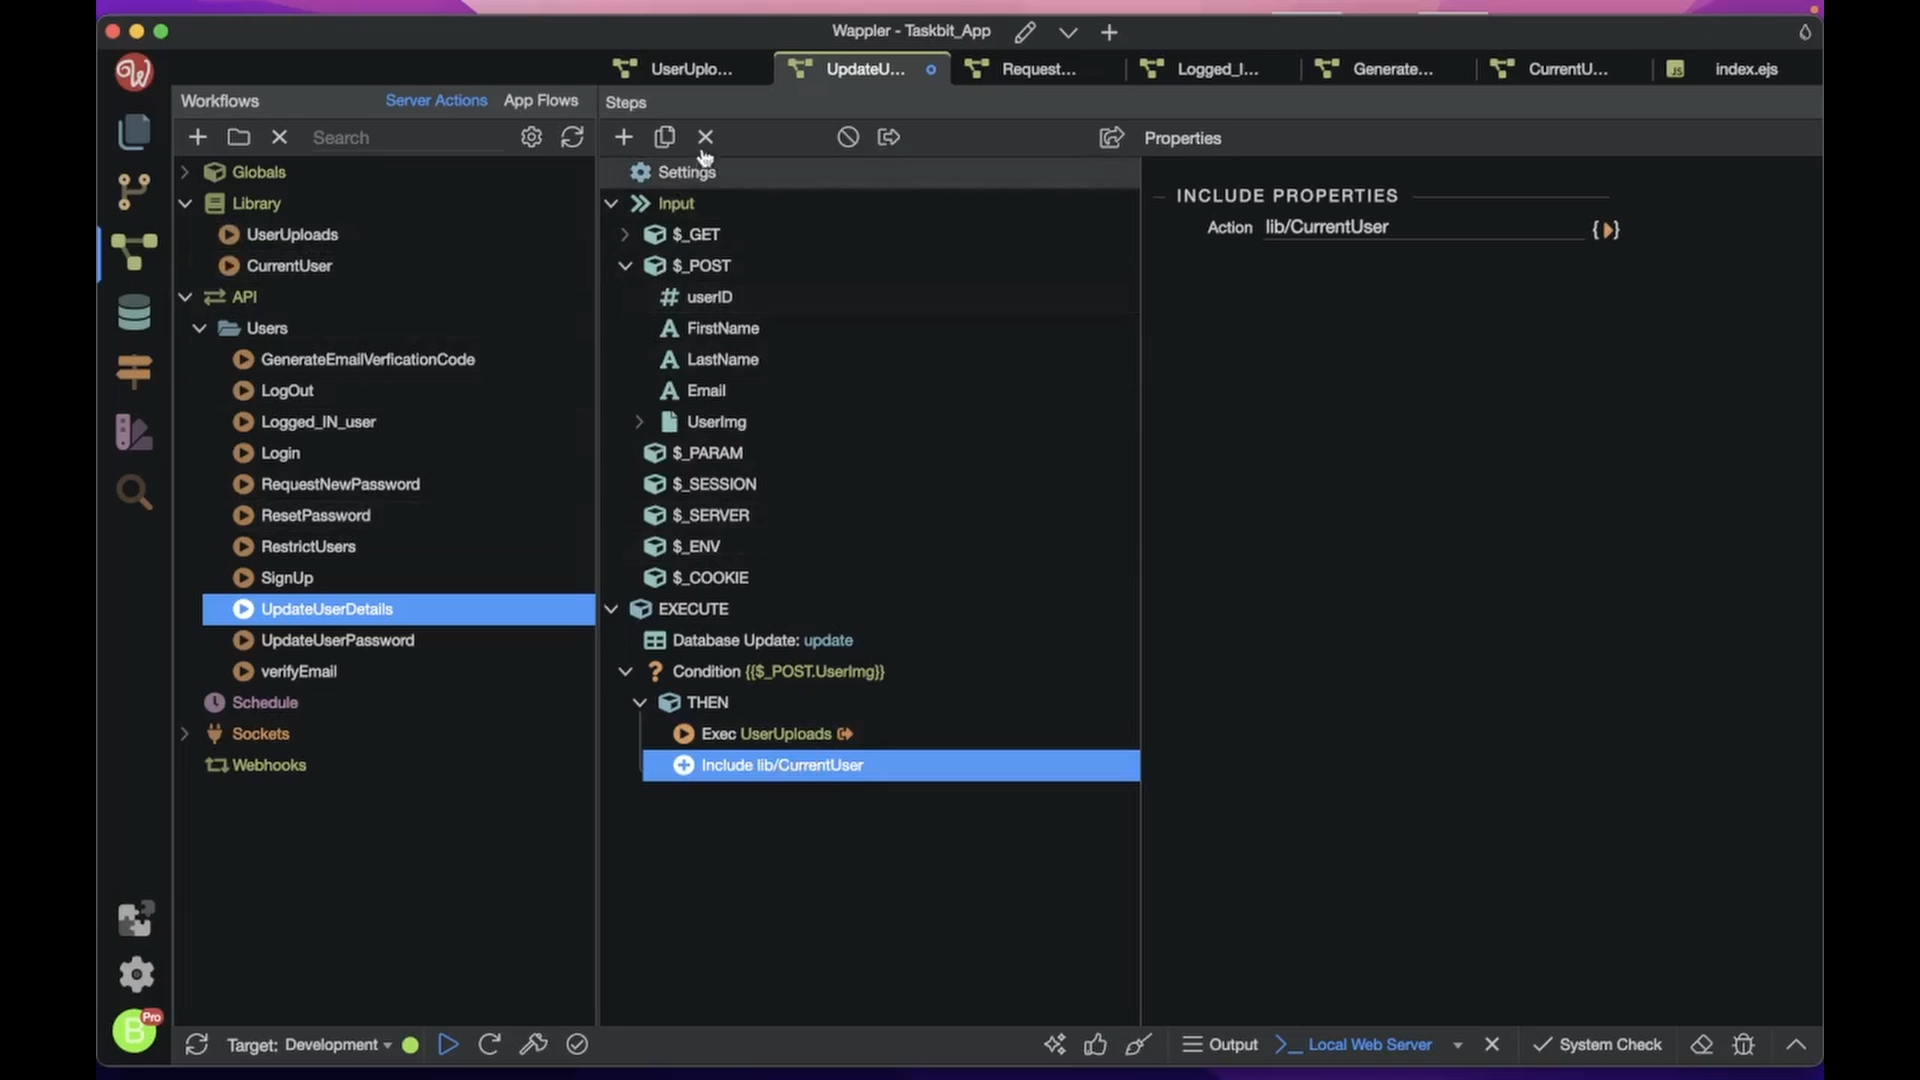 Wappler - Taskbit_App
UserUplo...
UpdateU...
Request...
Logged_I...
Generate...
CurrentU...
JS
index.ejs
W
Workflows
Server Actions
App Flows
Steps
Search
Properties
Globals
Library
UserUploads
CurrentUser
API
Users
GenerateEmailVerficationCode
LogOut
Logged_IN_user
Login
RequestNewPassword
ResetPassword
RestrictUsers
SignUp
UpdateUserDetails
UpdateUserPassword
verifyEmail
Schedule
Sockets
Webhooks
Settings
Input
$_GET
$_POST
userID
FirstName
LastName
Email
UserImg
$_PARAM
$_SESSION
$_SERVER
$_ENV
$_COOKIE
EXECUTE
Database Update: update
Condition {{$_POST.UserImg}}
THEN
Exec UserUploads
Include lib/CurrentUser
INCLUDE PROPERTIES
Action lib/CurrentUser
Pro
B
Target: Development
Output
Local Web Server
System Check